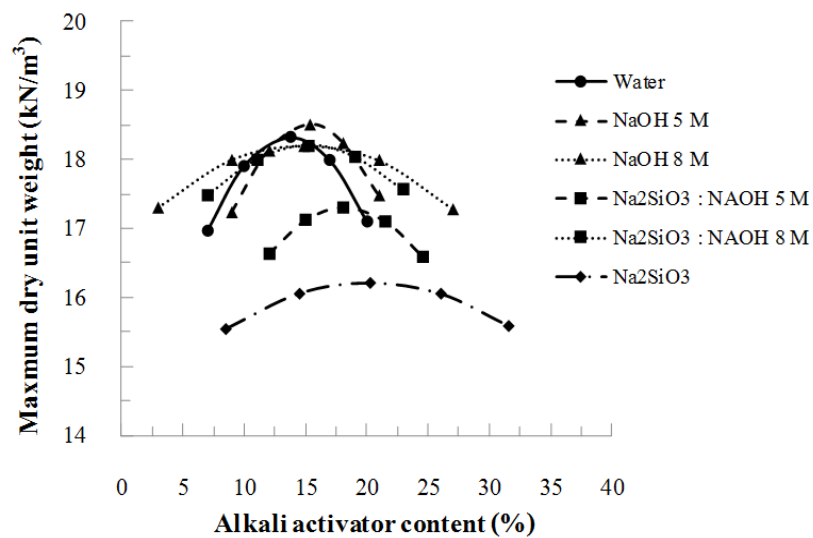 Maxmum dry unit weight (kN/m³)
20
19
18
17
16
15
14
0 5 10 15 20 25 30 35 40
Alkali activator content (%)
Water
NaOH 5 M
NaOH 8 M
Na2SiO3 : NAOH 5 M
Na2SiO3 : NAOH 8 M
Na2SiO3